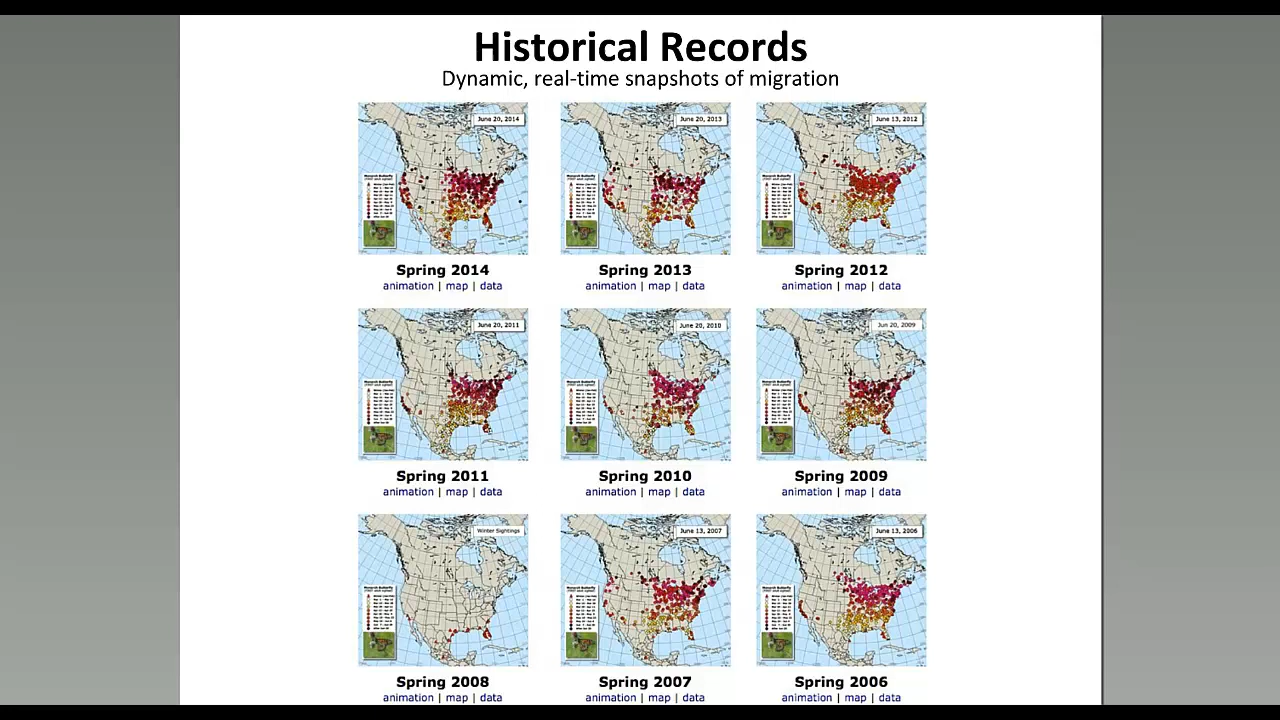 Historical Records
Dynamic, real-time snapshots of migration
June 20, 2014
June 20, 2013
June 13, 2012
Spring 2014
Spring 2013
Spring 2012
animation | map | data
animation | map | data
animation | map | data
June 20, 2011
June 20, 2010
Jun 20, 2009
Spring 2011
Spring 2010
Spring 2009
animation | map | data
animation | map | data
animation | map | data
Winter Sightings
June 13, 2007
June 13, 2006
Spring 2008
Spring 2007
Spring 2006
animation | map | data
animation | map | data
animation | map | data